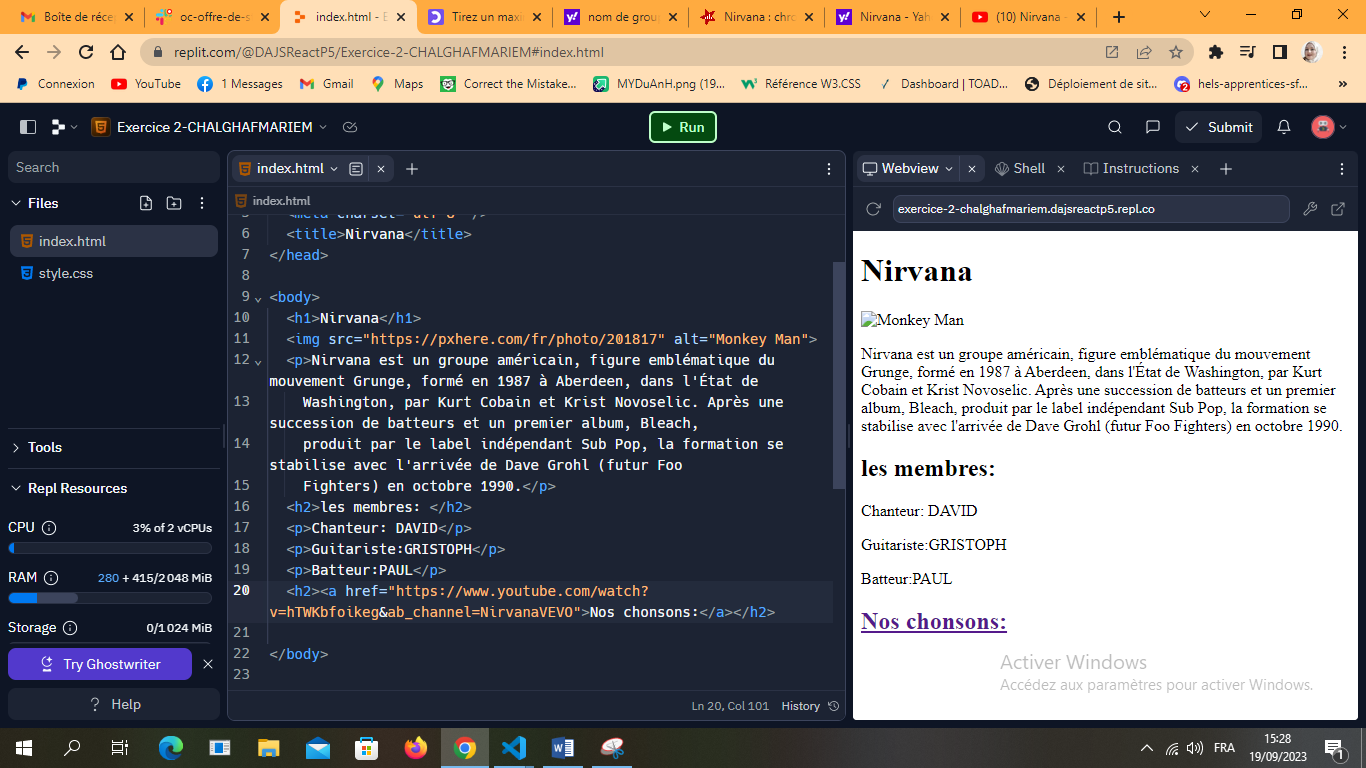 Boîte de réce
oc-offre-de-s
index.html - E
Tirez un maxi
nom de group
Nirvana : chro
Nirvana - Yah
(10) Nirvana -
replit.com/@DAJSReactP5/Exercice-2-CHALGHAFMARIEM#index.html
Connexion
YouTube
1 Messages
Gmail
Maps
Correct the Mistake...
MYDuAnH.png (19...
Référence W3.CSS
Dashboard | TOAD...
Déploiement de sit...
hels-apprentices-sf...
»
Exercice 2-CHALGHAFMARIEM
Run
Submit
Search
Files
index.html
style.css
Tools
Repl Resources
CPU
3% of 2 vCPUs
RAM
280 + 415/2 048 MiB
Storage
0/1 024 MiB
Try Ghostwriter
Help
index.html
index.html
5 <meta charset="utf-8" />
6 <title>Nirvana</title>
7 </head>
8
9 <body>
10 <h1>Nirvana</h1>
11 <img src="https://pxhere.com/fr/photo/201817" alt="Monkey Man">
12 <p>Nirvana est un groupe américain, figure emblématique du
mouvement Grunge, formé en 1987 à Aberdeen, dans l'État de
13 Washington, par Kurt Cobain et Krist Novoselic. Après une
succession de batteurs et un premier album, Bleach,
14 produit par le label indépendant Sub Pop, la formation se
stabilise avec l'arrivée de Dave Grohl (futur Foo
15 Fighters) en octobre 1990.</p>
16 <h2>les membres: </h2>
17 <p>Chanteur: DAVID</p>
18 <p>Guitariste:GRISTOPH</p>
19 <p>Batteur:PAUL</p>
20 <h2><a href="https://www.youtube.com/watch?
v=hTWKbfoikeg&ab_channel=NirvanaVEVO">Nos chonsons:</a></h2>
21
22 </body>
23
Ln 20, Col 101 History
Webview
Shell
Instructions
exercice-2-chalghafmariem.dajsreactp5.repl.co
Nirvana
Monkey Man
Nirvana est un groupe américain, figure emblématique du mouvement
Grunge, formé en 1987 à Aberdeen, dans l'État de Washington, par Kurt
Cobain et Krist Novoselic. Après une succession de batteurs et un premier
album, Bleach, produit par le label indépendant Sub Pop, la formation se
stabilise avec l'arrivée de Dave Grohl (futur Foo Fighters) en octobre 1990.
les membres:
Chanteur: DAVID
Guitariste:GRISTOPH
Batteur:PAUL
Nos chonsons:
Activer Windows
Accédez aux paramètres pour activer Windows.
FRA
15:28
19/09/2023
1